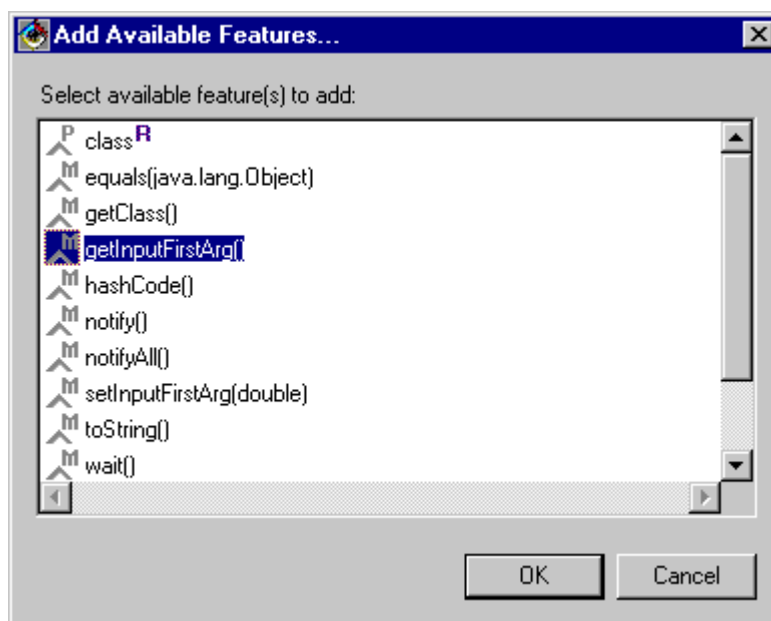 Add Available Features...
Select available feature(s) to add:
P class R
M equals(java.lang.Object)
M getClass()
M getInputFirstArg()
M hashCode()
M notify()
M notifyAll()
M setInputFirstArg(double)
M toString()
M wait()
OK Cancel